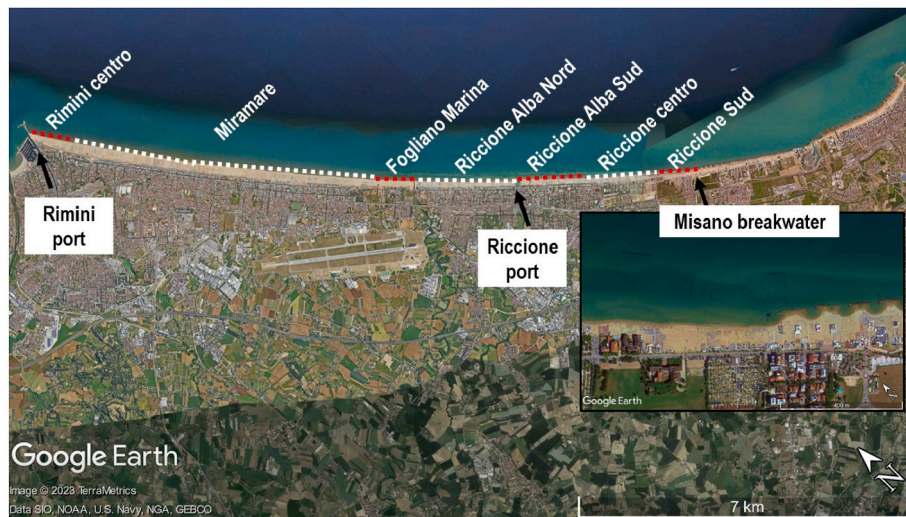 Rimini centro
Miramare
Fogliano Marina
Riccione Alba Nord
Riccione Alba Sud
Riccione centro
Riccione Sud
Rimini
port
Riccione
port
Misano breakwater
Google Earth
400 m
N
Google Earth
Image © 2023 TerraMetrics
Data SIO, NOAA, U.S. Navy, NGA, GEBCO
7 km
N